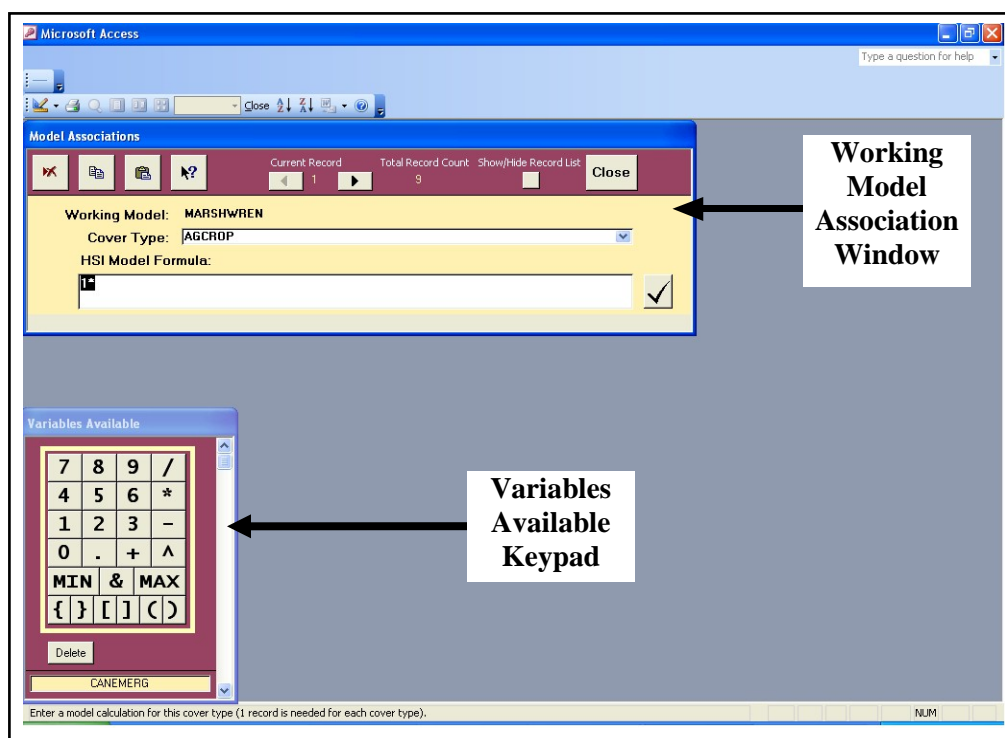 Microsoft Access
Type a question for help
Close
Model Associations
Current Record Total Record Count Show/Hide Record List
1 9 Close
Working Model: MARSHWREN
Cover Type: AGCROP
HSI Model Formula:
1*
Working
Model
Association
Window
Variables Available
7 8 9 /
4 5 6 *
1 2 3 -
0 . + ^
MIN & MAX
{ } [ ] ( )
Delete
CANEMERG
Variables
Available
Keypad
Enter a model calculation for this cover type (1 record is needed for each cover type).
NUM